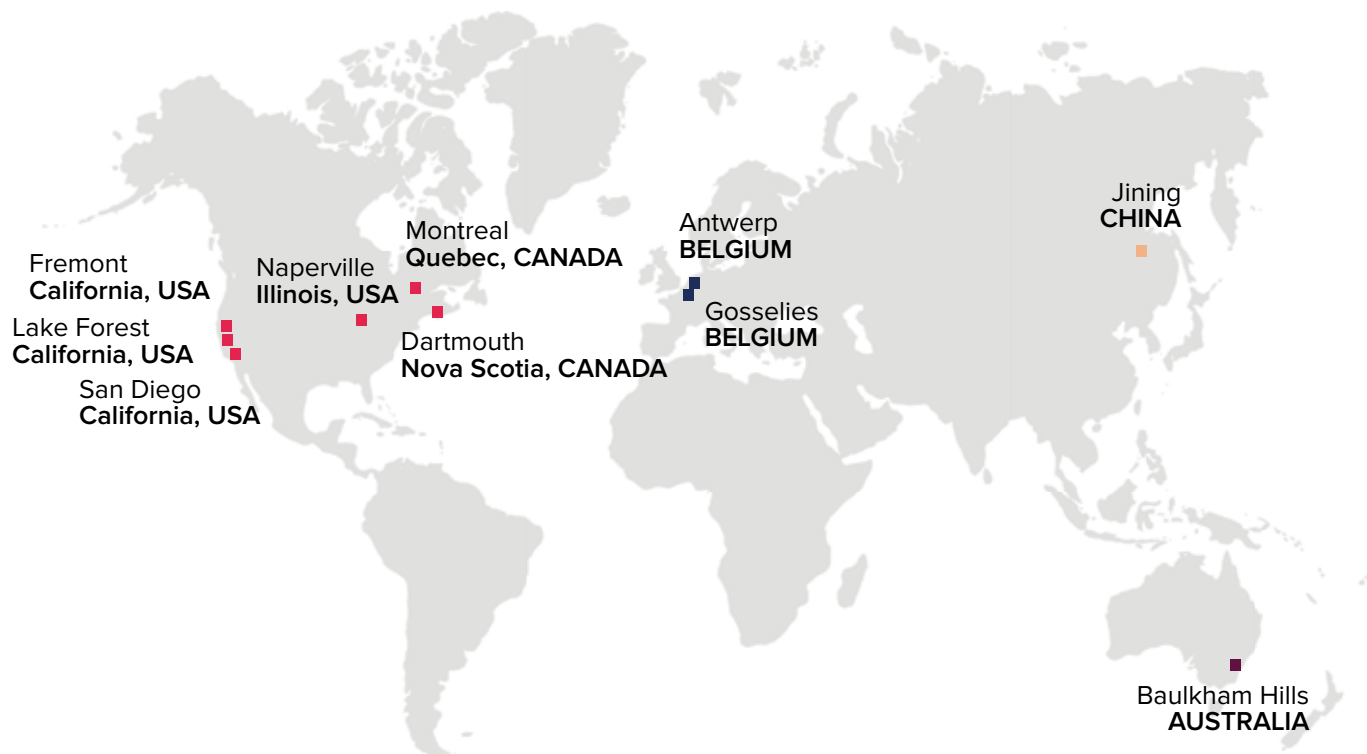 Jining
CHINA
Montreal
Quebec, CANADA
Antwerp
BELGIUM
Fremont
California, USA
Naperville
Illinois, USA
Gosselies
BELGIUM
Lake Forest
California, USA
Dartmouth
Nova Scotia, CANADA
San Diego
California, USA
Baulkham Hills
AUSTRALIA